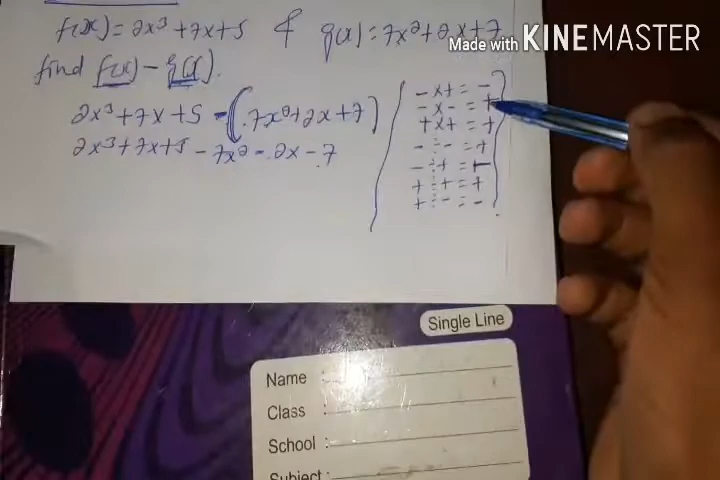 f(x) = 2x³ + 7x + 5 & g(x) = 7x² + 2x + 7
Made with KINEMASTER
find f(x) - g(x).
2x³ + 7x + 5 - (7x² + 2x + 7)
2x³ + 7x + 5 - 7x² - 2x - 7
- x + = -
- x - = +
+ x + = +
- ÷ - = +
- ÷ + = -
+ ÷ + = +
+ ÷ - = -
Single Line
Name :
Class :
School :
Subject :